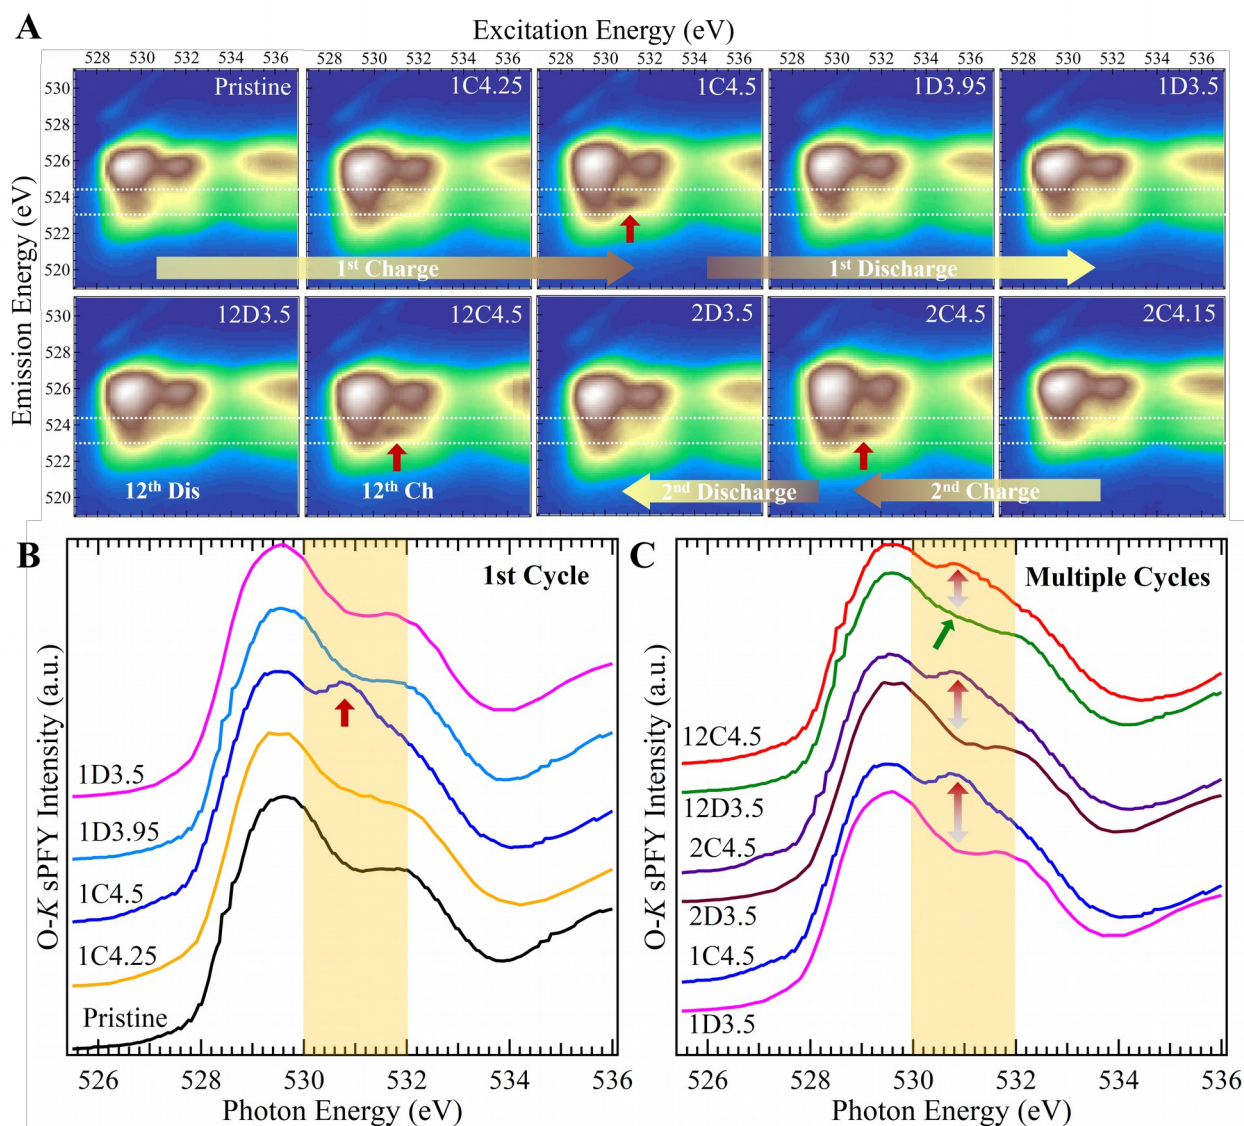 A
Excitation Energy (eV)
528 530 532 534 536 528 530 532 534 536 528 530 532 534 536 528 530 532 534 536 528 530 532 534 536
Emission Energy (eV)
530
528
526
524
522
520
Pristine
1C4.25
1C4.5
1D3.95
1D3.5
1st Charge
1st Discharge
530
528
526
524
522
520
12D3.5
12C4.5
2D3.5
2C4.5
2C4.15
12th Dis
12th Ch
2nd Discharge
2nd Charge
B
1st Cycle
O-K sPFY Intensity (a.u.)
1D3.5
1D3.95
1C4.5
1C4.25
Pristine
526 528 530 532 534 536
Photon Energy (eV)
C
Multiple Cycles
O-K sPFY Intensity (a.u.)
12C4.5
12D3.5
2C4.5
2D3.5
1C4.5
1D3.5
526 528 530 532 534 536
Photon Energy (eV)